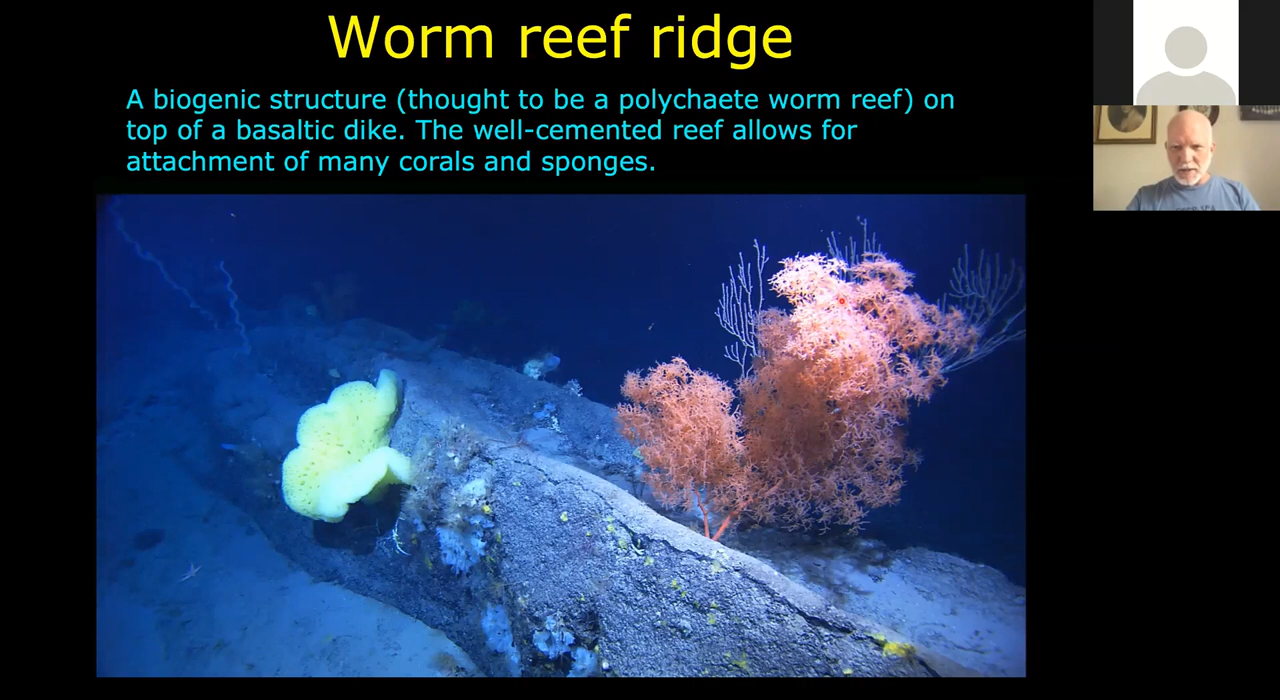 Worm reef ridge
A biogenic structure (thought to be a polychaete worm reef) on
top of a basaltic dike. The well-cemented reef allows for
attachment of many corals and sponges.